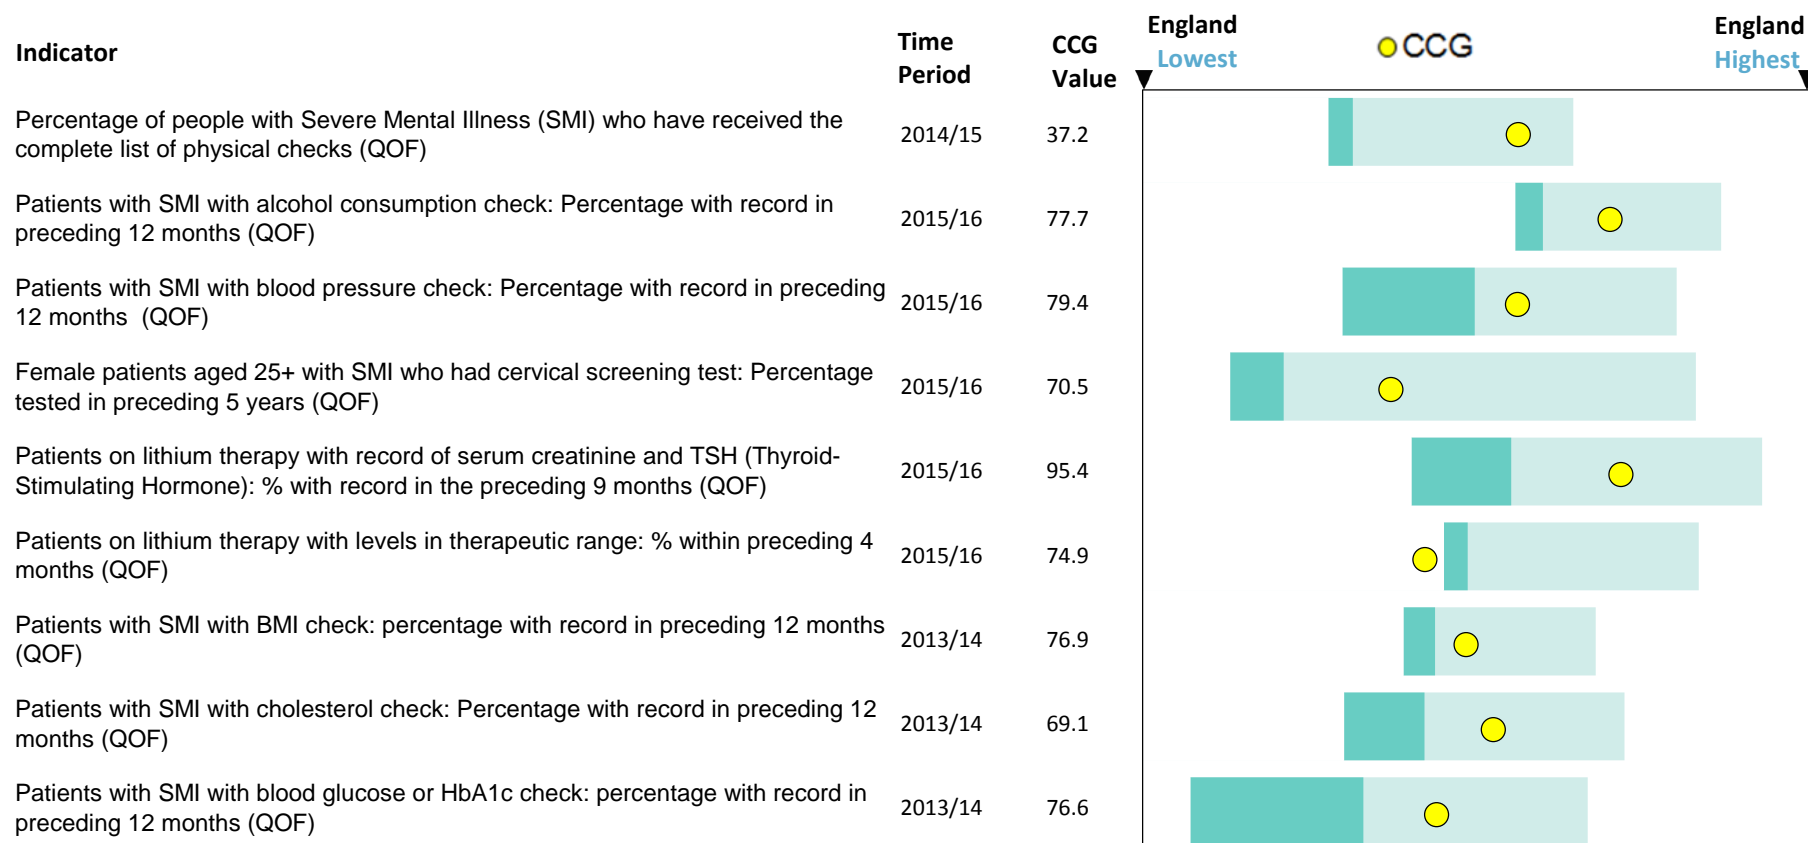 Indicator
Time Period
CCG Value
England Lowest
CCG
England Highest
Percentage of people with Severe Mental Illness (SMI) who have received the
complete list of physical checks (QOF)
2014/15
37.2
Patients with SMI with alcohol consumption check: Percentage with record in
preceding 12 months (QOF)
2015/16
77.7
Patients with SMI with blood pressure check: Percentage with record in preceding
12 months (QOF)
2015/16
79.4
Female patients aged 25+ with SMI who had cervical screening test: Percentage
tested in preceding 5 years (QOF)
2015/16
70.5
Patients on lithium therapy with record of serum creatinine and TSH (Thyroid-
Stimulating Hormone): % with record in the preceding 9 months (QOF)
2015/16
95.4
Patients on lithium therapy with levels in therapeutic range: % within preceding 4
months (QOF)
2015/16
74.9
Patients with SMI with BMI check: percentage with record in preceding 12 months
(QOF)
2013/14
76.9
Patients with SMI with cholesterol check: Percentage with record in preceding 12
months (QOF)
2013/14
69.1
Patients with SMI with blood glucose or HbA1c check: percentage with record in
preceding 12 months (QOF)
2013/14
76.6